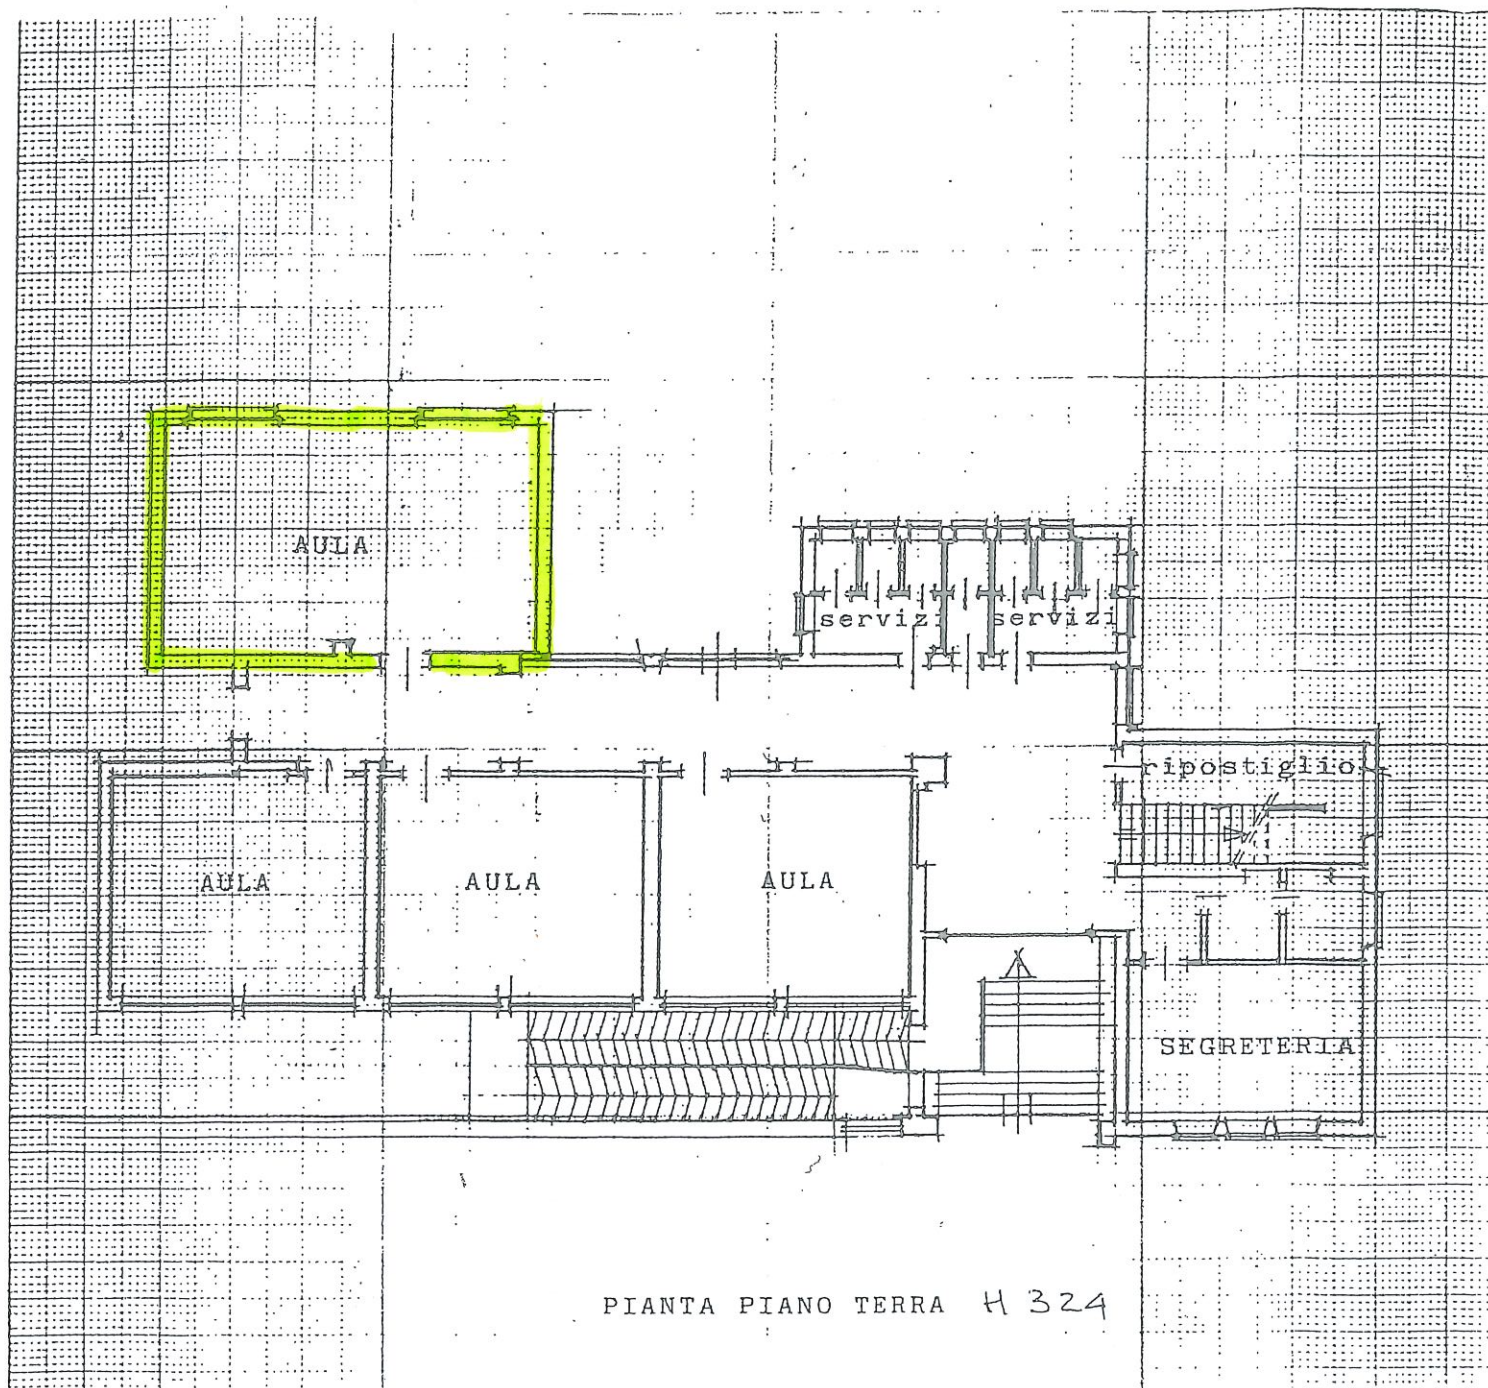 AULA
servizi servizi
ripostiglio
AULA AULA AULA
SEGRETERIA
PIANTA PIANO TERRA H 324